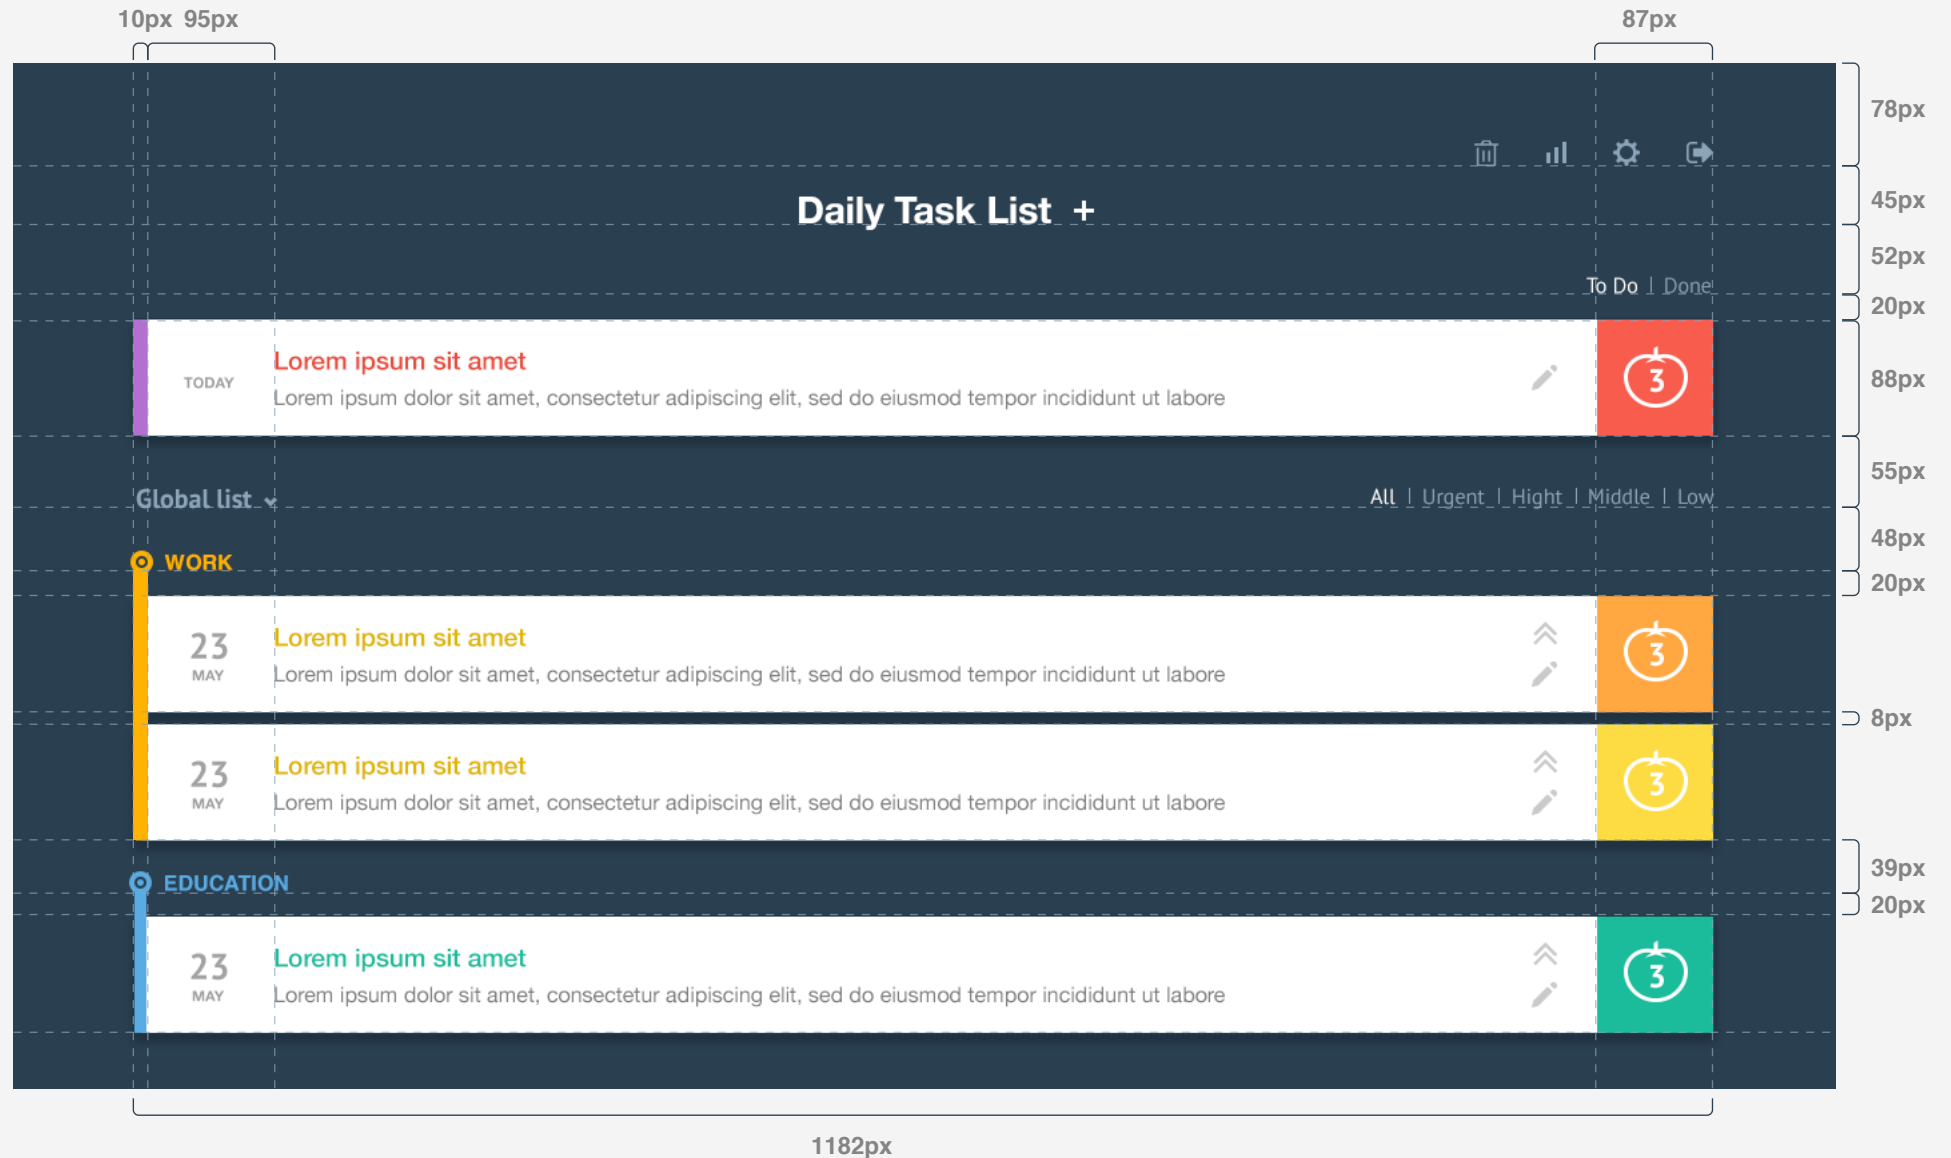 10px 95px 87px
78px
45px
Daily Task List +
52px
To Do | Done
20px
TODAY
Lorem ipsum sit amet
Lorem ipsum dolor sit amet, consectetur adipiscing elit, sed do eiusmod tempor incididunt ut labore
3
88px
55px
Global list
All | Urgent | Hight | Middle | Low
48px
WORK
20px
23
MAY
Lorem ipsum sit amet
Lorem ipsum dolor sit amet, consectetur adipiscing elit, sed do eiusmod tempor incididunt ut labore
3
8px
23
MAY
Lorem ipsum sit amet
Lorem ipsum dolor sit amet, consectetur adipiscing elit, sed do eiusmod tempor incididunt ut labore
3
39px
EDUCATION
20px
23
MAY
Lorem ipsum sit amet
Lorem ipsum dolor sit amet, consectetur adipiscing elit, sed do eiusmod tempor incididunt ut labore
3
1182px